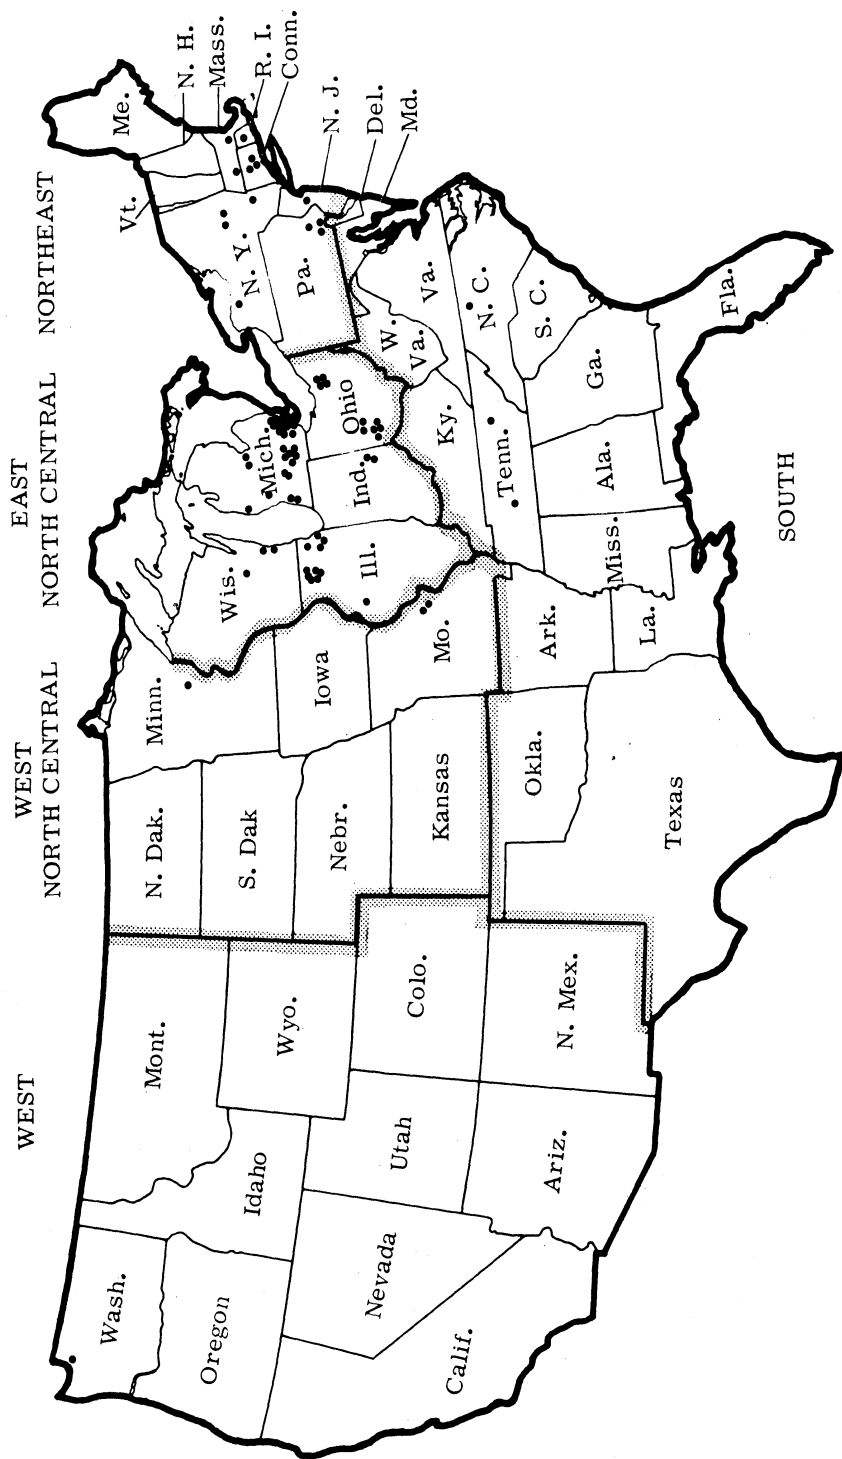 WEST
WEST
NORTH CENTRAL
EAST
NORTH CENTRAL
NORTHEAST
SOUTH
Wash.
Oregon
Calif.
Nevada
Idaho
Mont.
Wyo.
Utah
Colo.
Ariz.
N. Mex.
N. Dak.
S. Dak
Nebr.
Kansas
Okla.
Texas
Minn.
Iowa
Mo.
Ark.
La.
Wis.
Ill.
Mich.
Ind.
Ohio
Ky.
Tenn.
Miss.
Ala.
Ga.
Fla.
S. C.
N. C.
Va.
W.
Va.
Pa.
N. Y.
Vt.
Me.
N. H.
Mass.
R. I.
Conn.
N. J.
Del.
Md.